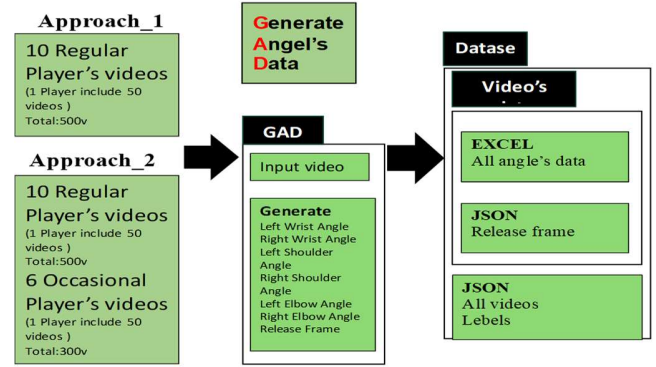 Approach_1
10 Regular
Player's videos
(1 Player include 50
videos )
Total:500v
Approach_2
10 Regular
Player's videos
(1 Player include 50
videos )
Total:500v
6 Occasional
Player's videos
(1 Player include 50
videos )
Total:300v
Generate
Angel's
Data
GAD
Input video
Generate
Left Wrist Angle
Right Wrist Angle
Left Shoulder
Angle
Right Shoulder
Angle
Left Elbow Angle
Right Elbow Angle
Release Frame
Datase
Video's
EXCEL
All angle's data
JSON
Release frame
JSON
All videos
Lebels